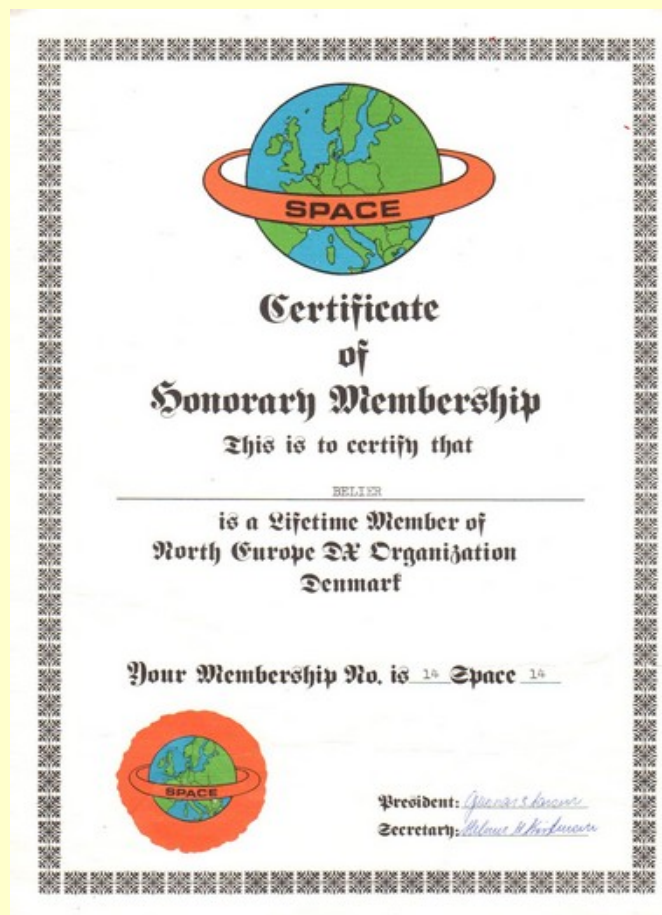 SPACE
Certificate
of
Honorary Membership
This is to certify that
BELIER
is a Lifetime Member of
North Europe DX Organization
Denmark
Your Membership No. is 14 Space 14
SPACE
President:
Secretary: